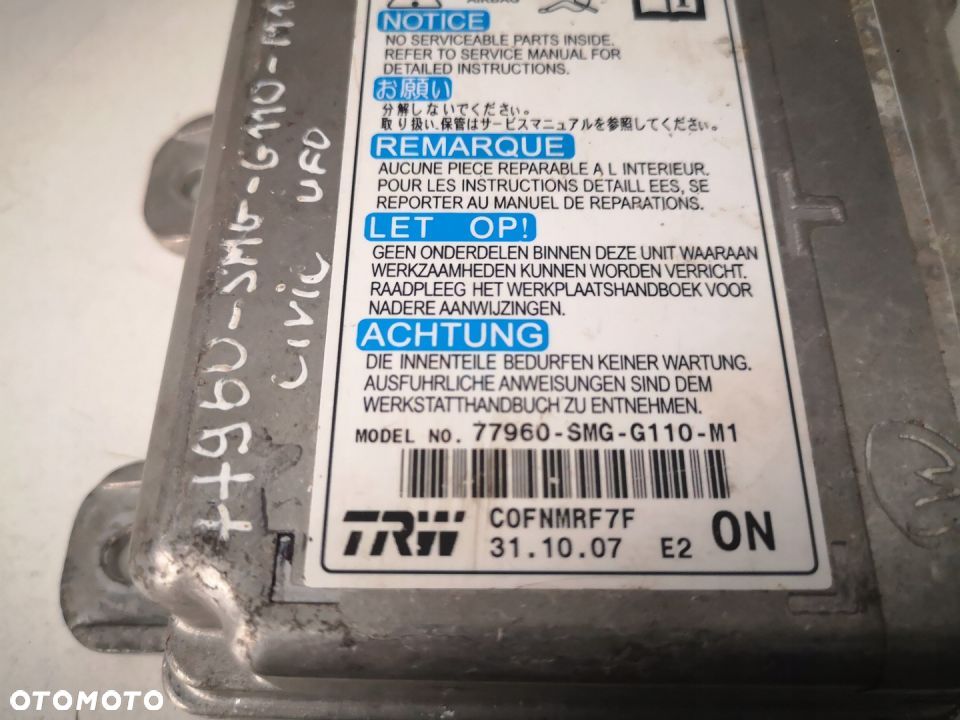 AIRBAG
NOTICE
NO SERVICEABLE PARTS INSIDE.
REFER TO SERVICE MANUAL FOR
DETAILED INSTRUCTIONS.
お願い
分解しないでください。
取り扱い、保管はサービスマニュアルを参照してください。
REMARQUE
AUCUNE PIECE REPARABLE A L INTERIEUR.
POUR LES INSTRUCTIONS DETAILL EES, SE
REPORTER AU MANUEL DE REPARATIONS.
LET OP!
GEEN ONDERDELEN BINNEN DEZE UNIT WAARAAN
WERKZAAMHEDEN KUNNEN WORDEN VERRICHT.
RAADPLEEG HET WERKPLAATSHANDBOEK VOOR
NADERE AANWIJZINGEN.
ACHTUNG
DIE INNENTEILE BEDURFEN KEINER WARTUNG.
AUSFUHRLICHE ANWEISUNGEN SIND DEM
WERKSTATTHANDBUCH ZU ENTNEHMEN.
MODEL NO. 77960-SMG-G110-M1
TRW
COFNMRF7F
31.10.07 E2 ON
77960-SMG-G110-M1
CIVIC UFO
OTOMOTO